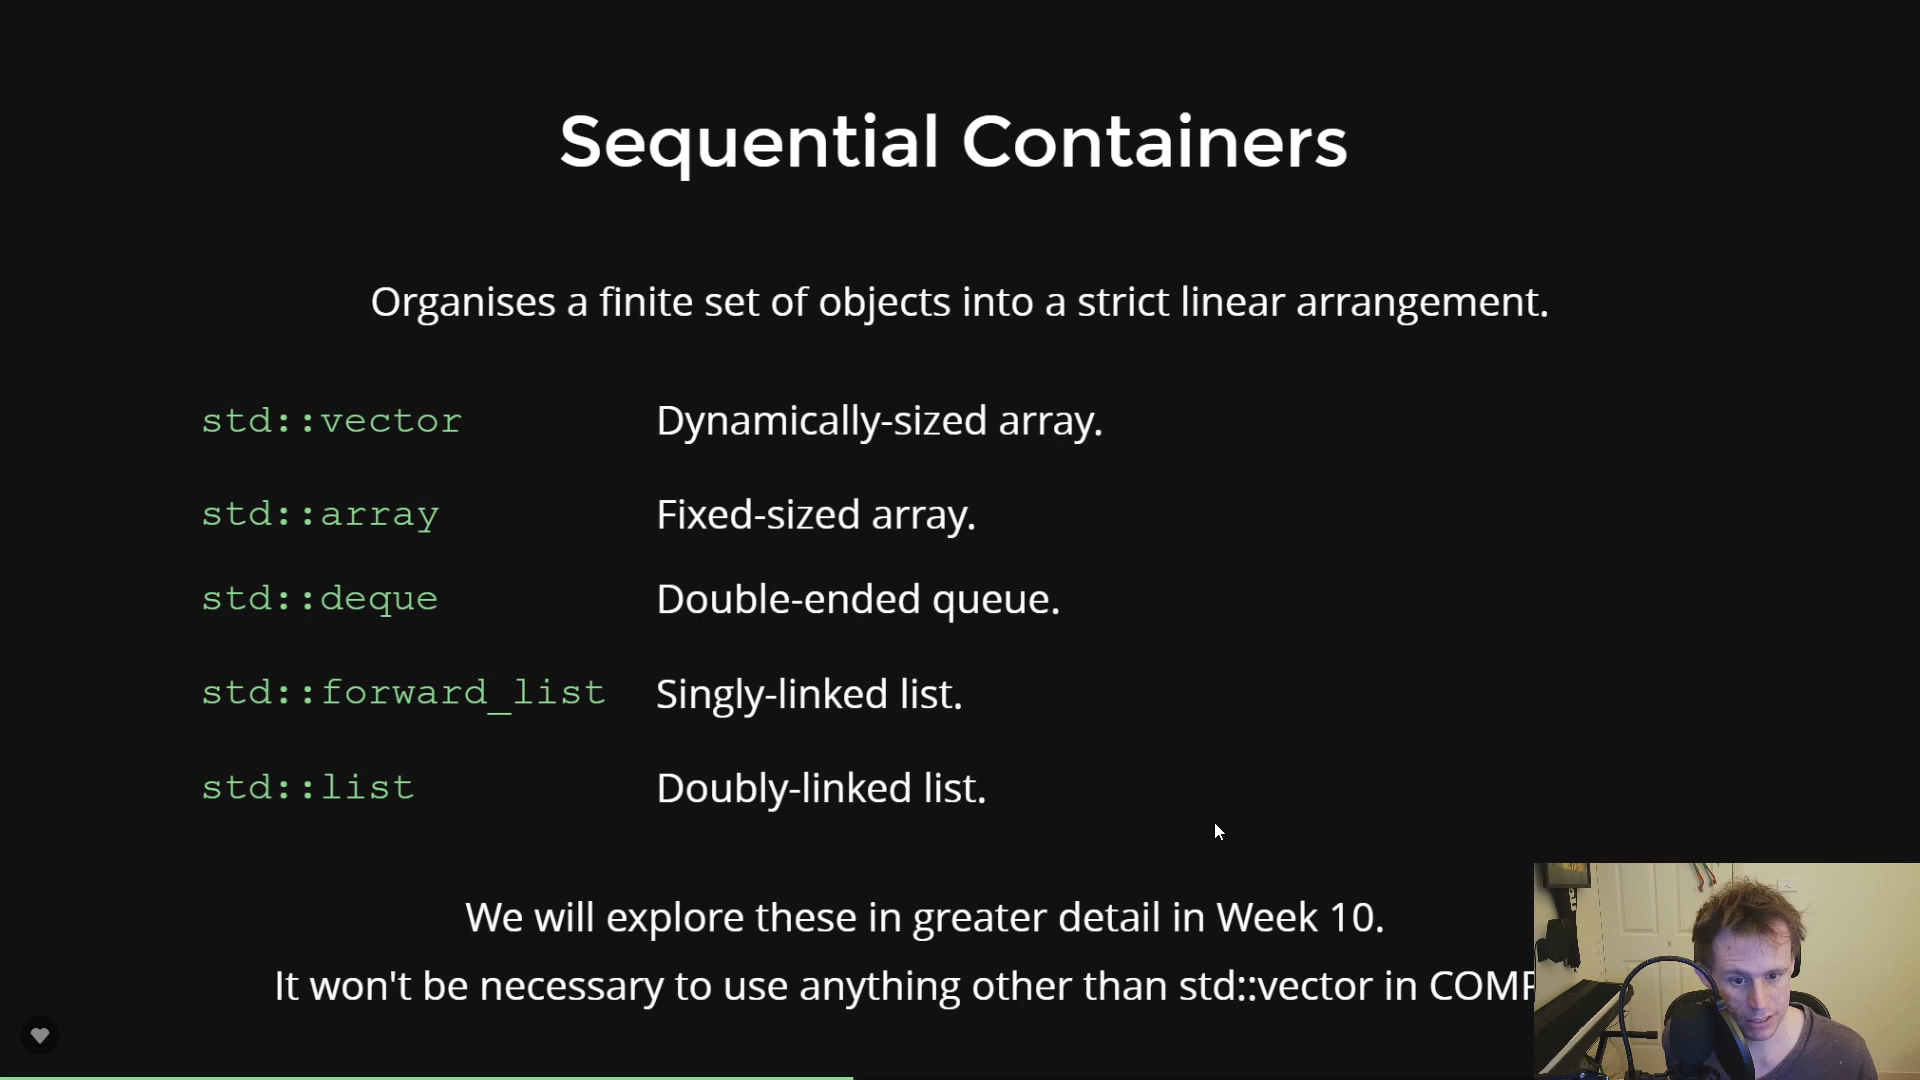 Sequential Containers
Organises a finite set of objects into a strict linear arrangement.
std::vector Dynamically-sized array.
std::array Fixed-sized array.
std::deque Double-ended queue.
std::forward_list Singly-linked list.
std::list Doubly-linked list.
We will explore these in greater detail in Week 10.
It won't be necessary to use anything other than std::vector in